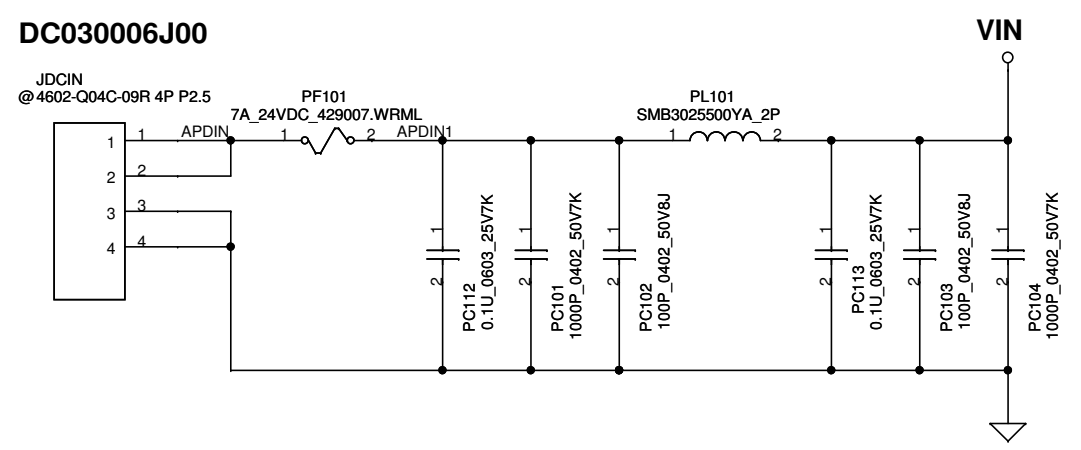 DC030006J00
VIN
JDCIN
@ 4602-Q04C-09R 4P P2.5
PF101
7A_24VDC_429007.WRML
PL101
SMB3025500YA_2P
1 1 APDIN 1 2 APDIN1 1 2
2 2
3 3
4 4
1 2 PC112 0.1U_0603_25V7K
1 2 PC101 1000P_0402_50V7K
1 2 PC102 100P_0402_50V8J
1 2 PC113 0.1U_0603_25V7K
1 2 PC103 100P_0402_50V8J
1 2 PC104 1000P_0402_50V7K